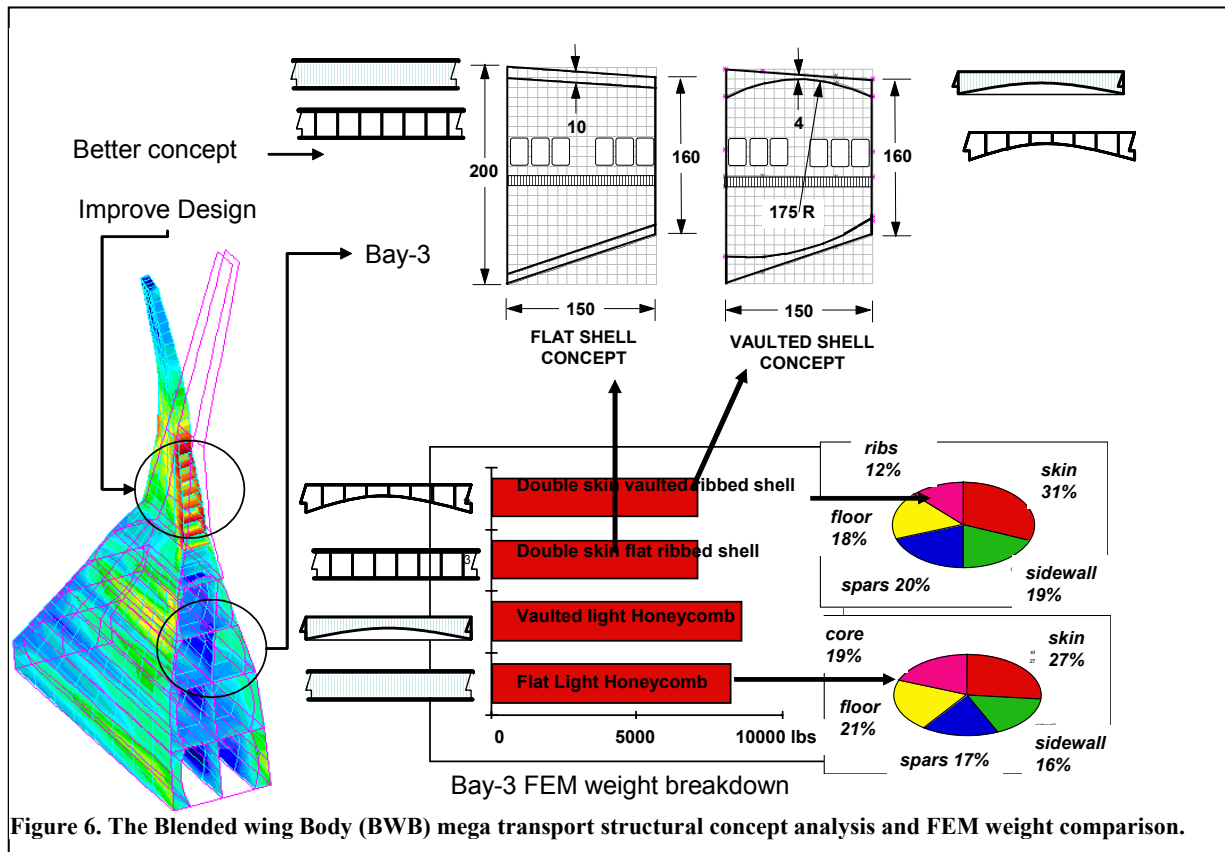 Better concept
Improve Design
Bay-3
10
200
160
150
FLAT SHELL
CONCEPT
4
160
175 R
150
VAULTED SHELL
CONCEPT
Double skin vaulted ribbed shell
Double skin flat ribbed shell
3
Vaulted light Honeycomb
Flat Light Honeycomb
0
5000
10000 lbs
Bay-3 FEM weight breakdown
ribs
12%
skin
31%
floor
18%
spars 20%
sidewall
19%
core
19%
skin
27%
27
floor
21%
spars 17%
sidewall
16%
Figure 6. The Blended wing Body (BWB) mega transport structural concept analysis and FEM weight comparison.